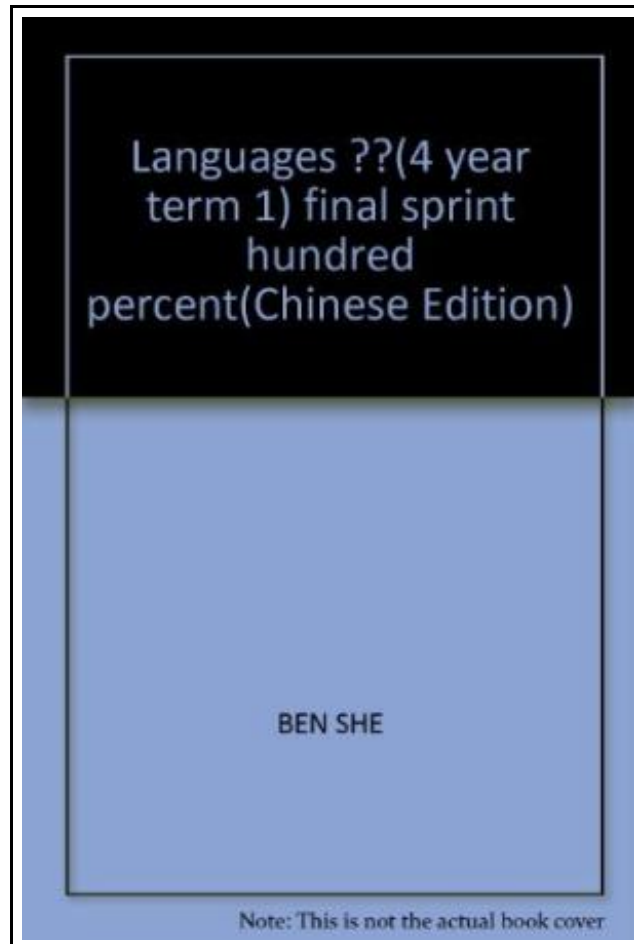 Languages ??(4 year
term 1) final sprint
hundred
percent(Chinese Edition)
BEN SHE
Note: This is not the actual book cover